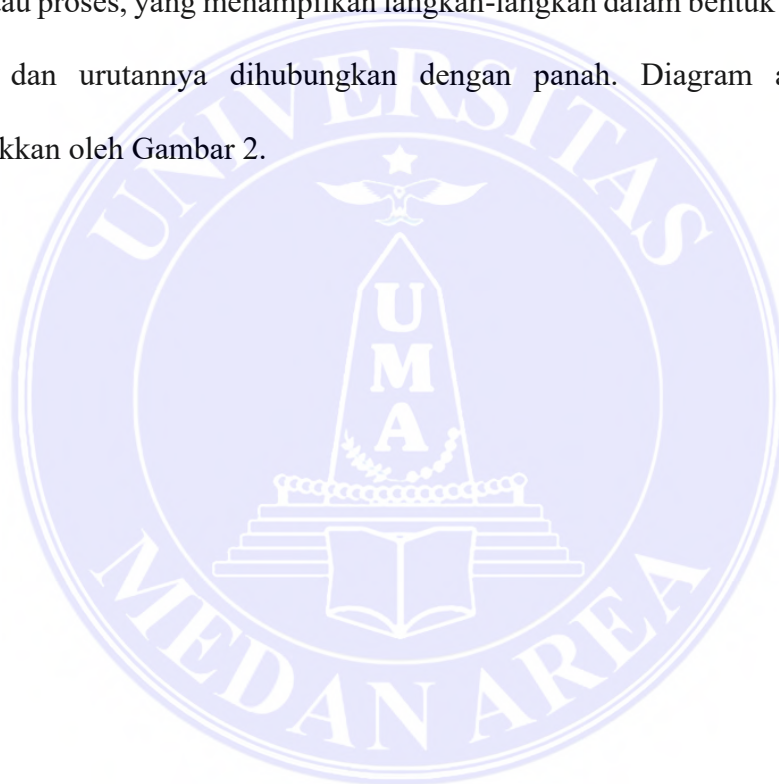 au proses, yang menampilkan langkah-langkah dalam bentuk
dan urutannya dihubungkan dengan panah. Diagram a
kkan oleh Gambar 2.
UNIVERSITAS
U
M
A
MEDAN AREA